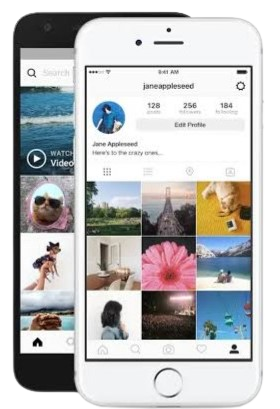 Search
WATCH
Video
9:41 AM
janeappleseed
128
256
184
posts
followers
following
Edit Profile
Jane Appleseed
Here's to the crazy ones...